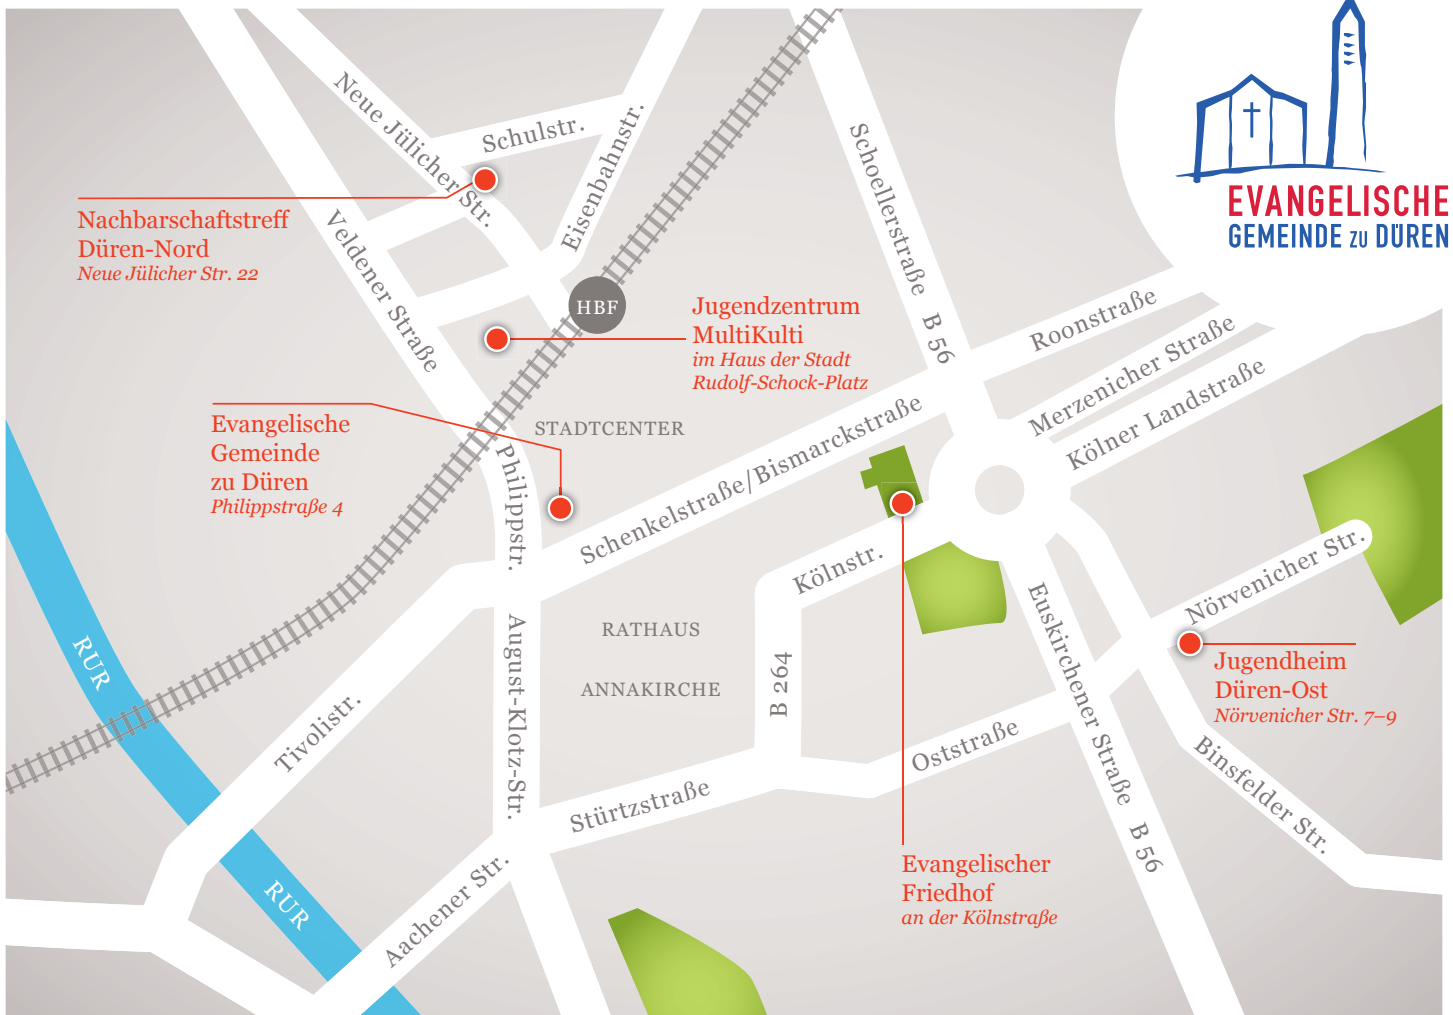 EVANGELISCHE
GEMEINDE ZU DÜREN
Neue Jülicher Str.
Schulstr.
Eisenbahnstr.
Schoellerstraße B 56
Nachbarschaftstreff
Düren-Nord
Neue Jülicher Str. 22
Veldener Straße
HBF
Jugendzentrum
MultiKulti
im Haus der Stadt
Rudolf-Schock-Platz
Roonstraße
Merzenicher Straße
Kölner Landstraße
Evangelische
Gemeinde
zu Düren
Philippstraße 4
STADTCENTER
Philippstr.
Schenkelstraße/Bismarckstraße
Kölnstr.
Nörvenicher Str.
RUR
RATHAUS
ANNAKIRCHE
B 264
August-Klotz-Str.
Euskirchener Straße B 56
Jugendheim
Düren-Ost
Nörvenicher Str. 7–9
Tivolistr.
Oststraße
Binsfelder Str.
Stürtzstraße
RUR
Aachener Str.
Evangelischer
Friedhof
an der Kölnstraße